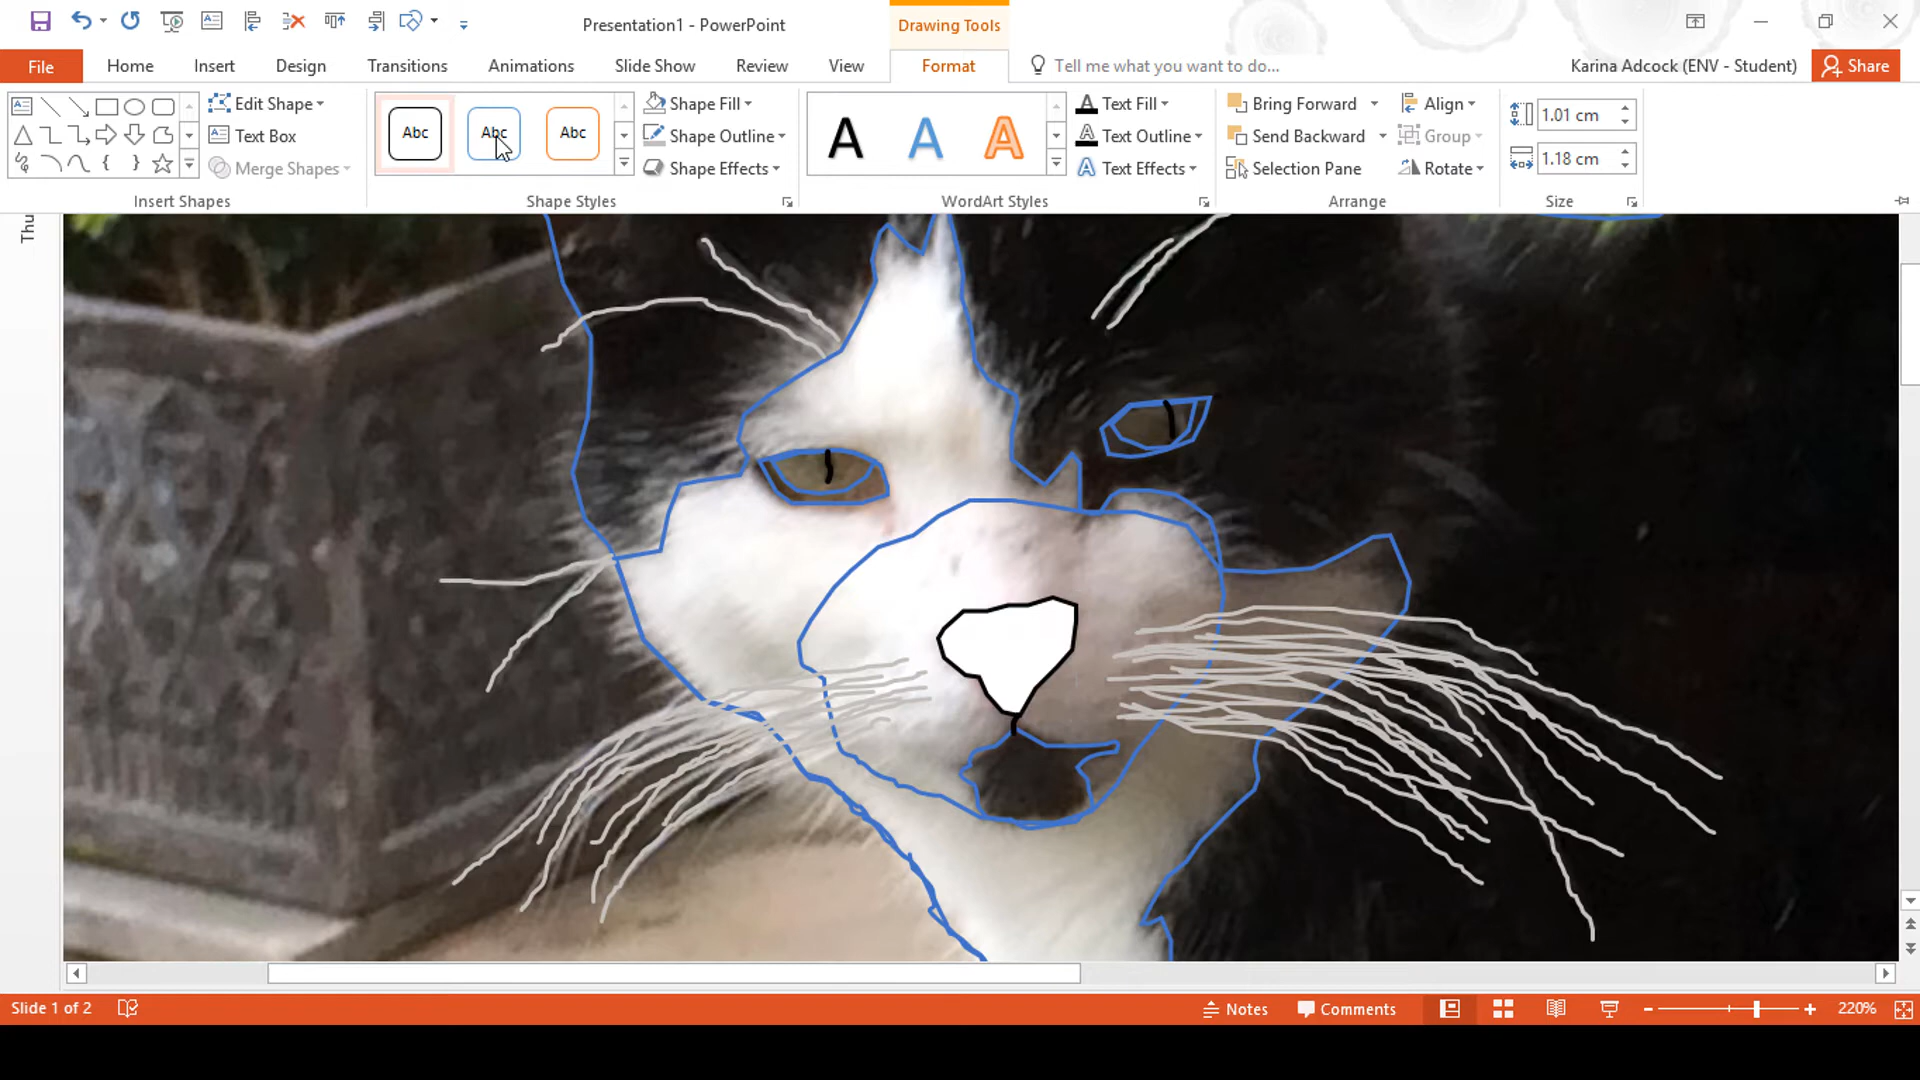 Presentation1 - PowerPoint
Drawing Tools
File Home Insert Design Transitions Animations Slide Show Review View Format Tell me what you want to do... Karina Adcock (ENV - Student) Share
Edit Shape
Text Box
Merge Shapes
Insert Shapes
Abc Abc Abc
Shape Fill
Shape Outline
Shape Effects
Shape Styles
A A A
Text Fill
Text Outline
Text Effects
WordArt Styles
Bring Forward
Send Backward
Selection Pane
Align
Group
Rotate
Arrange
1.01 cm
1.18 cm
Size
Thu
Slide 1 of 2 Notes Comments 220%